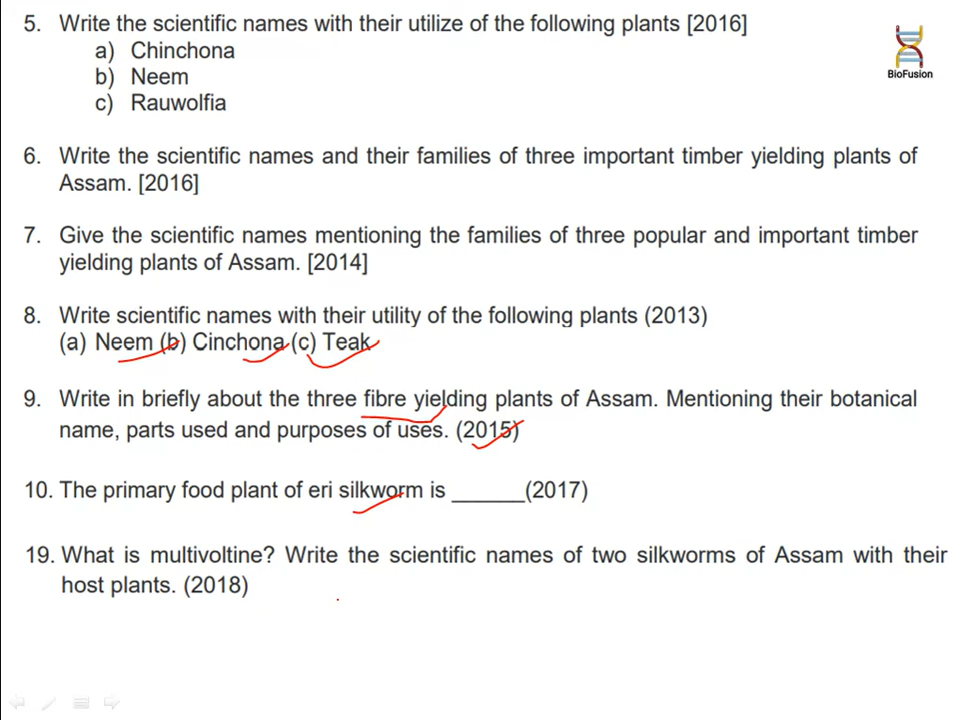 5. Write the scientific names with their utilize of the following plants [2016]
a) Chinchona
b) Neem
c) Rauwolfia
BioFusion
6. Write the scientific names and their families of three important timber yielding plants of
Assam. [2016]
7. Give the scientific names mentioning the families of three popular and important timber
yielding plants of Assam. [2014]
8. Write scientific names with their utility of the following plants (2013)
(a) Neem (b) Cinchona (c) Teak
9. Write in briefly about the three fibre yielding plants of Assam. Mentioning their botanical
name, parts used and purposes of uses. (2015)
10. The primary food plant of eri silkworm is ______(2017)
19. What is multivoltine? Write the scientific names of two silkworms of Assam with their
host plants. (2018)